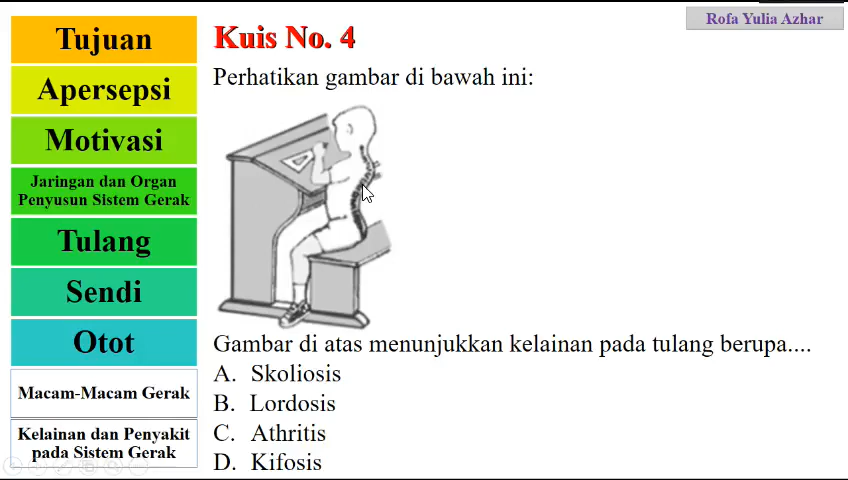 Rofa Yulia Azhar
Tujuan
Apersepsi
Motivasi
Jaringan dan Organ
Penyusun Sistem Gerak
Tulang
Sendi
Otot
Macam-Macam Gerak
Kelainan dan Penyakit
pada Sistem Gerak
Kuis No. 4
Perhatikan gambar di bawah ini:
Gambar di atas menunjukkan kelainan pada tulang berupa....
A. Skoliosis
B. Lordosis
C. Athritis
D. Kifosis